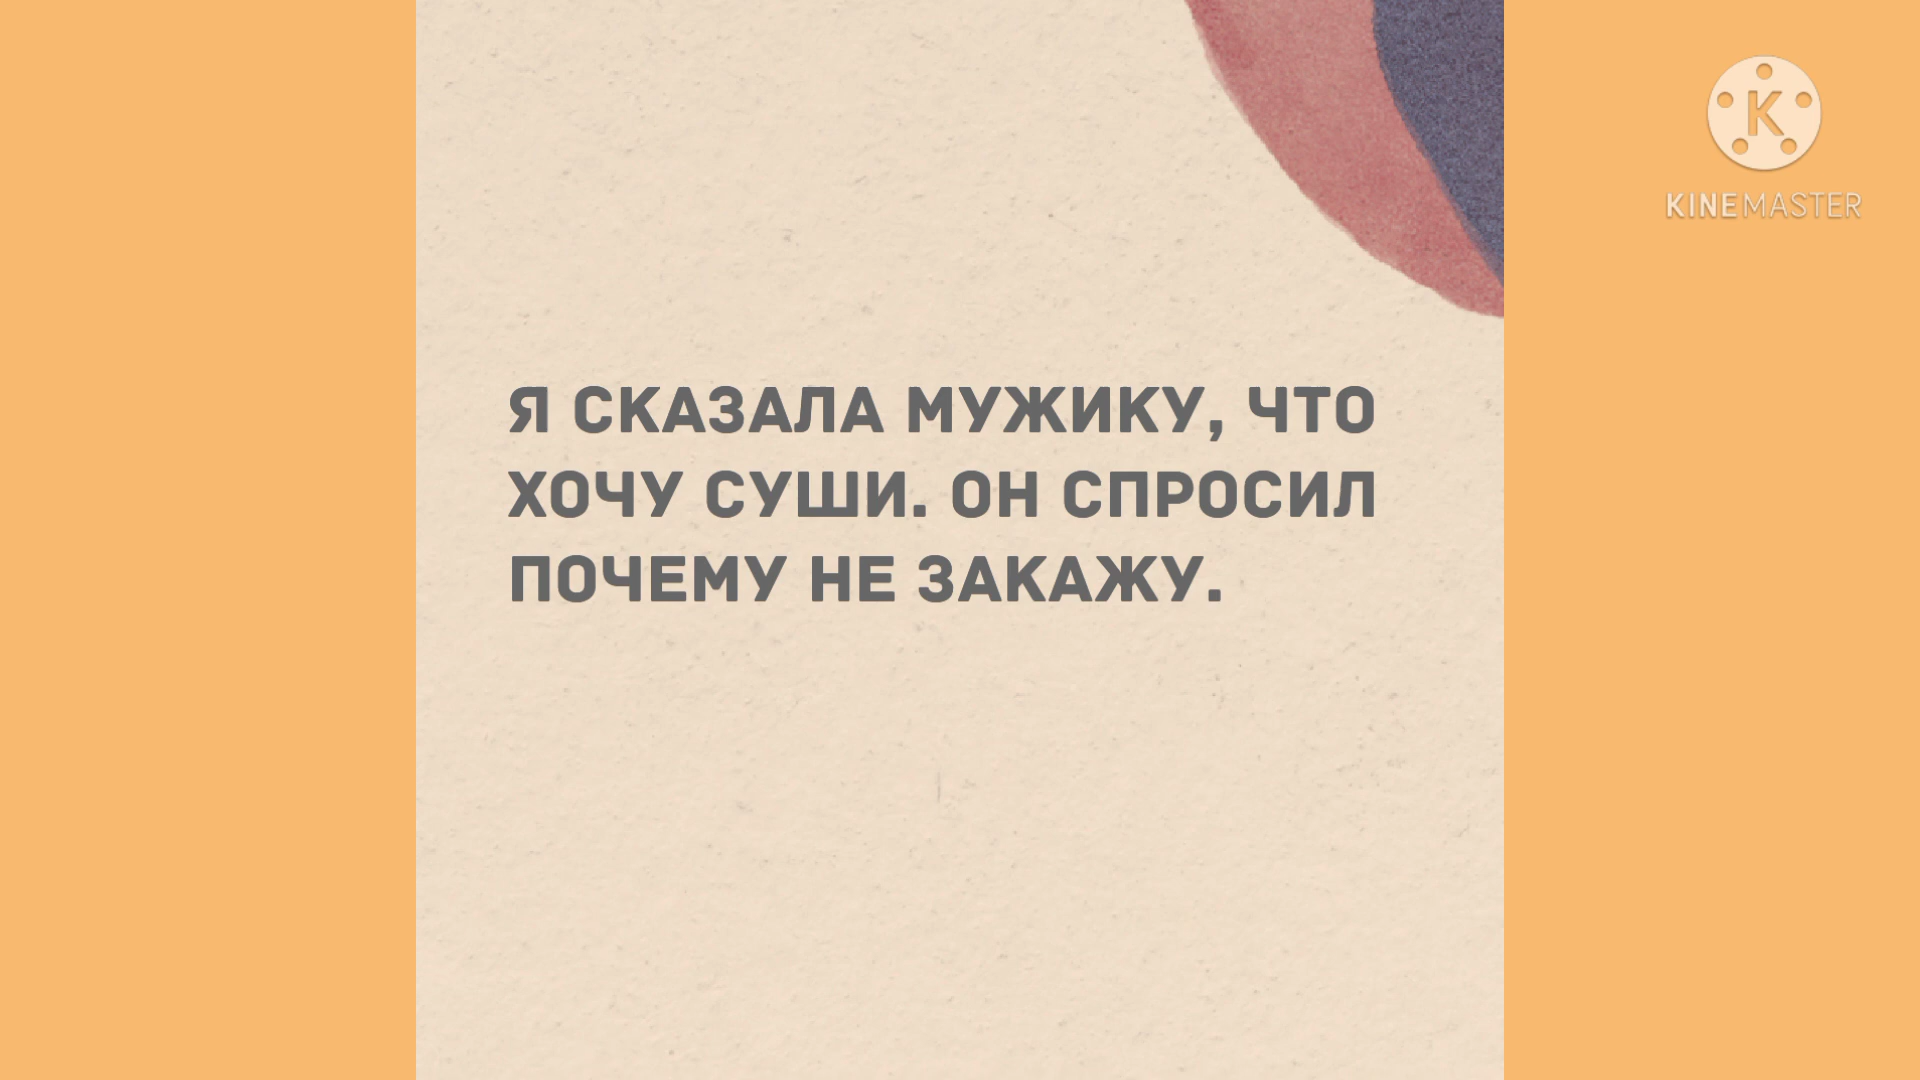 Я СКАЗАЛА МУЖИКУ, ЧТО
ХОЧУ СУШИ. ОН СПРОСИЛ
ПОЧЕМУ НЕ ЗАКАЖУ.
K
KINEMASTER